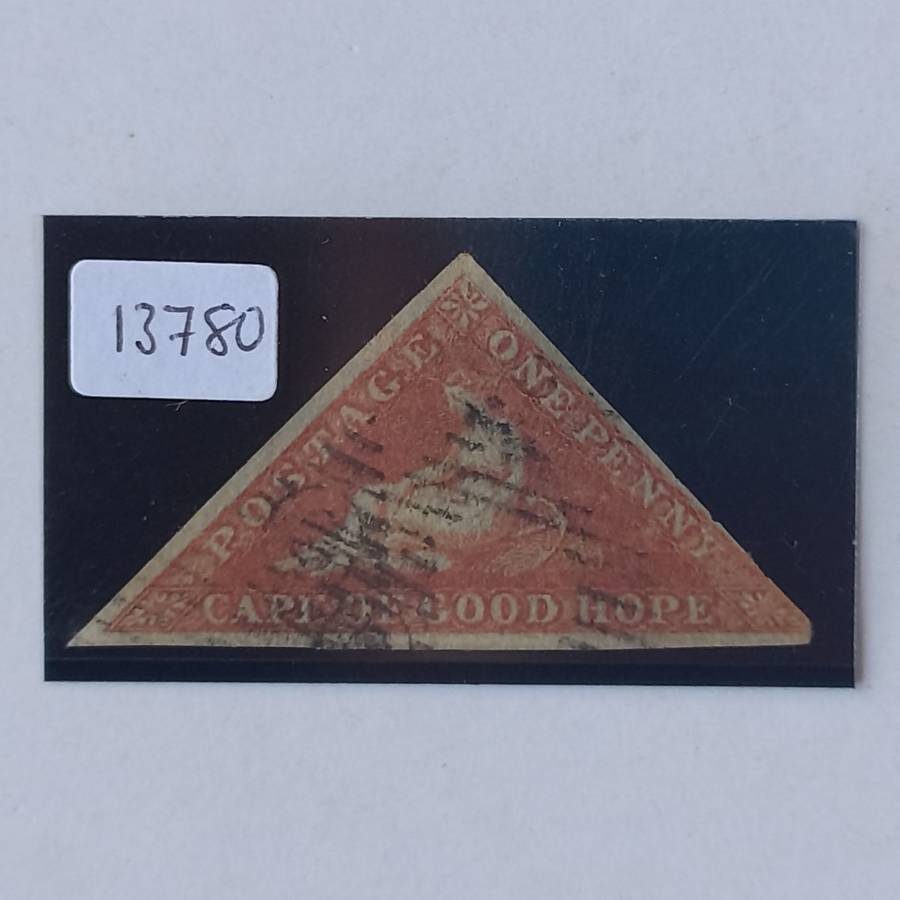 13780
POSTAGE
ONE PENNY
CAPE OF GOOD HOPE